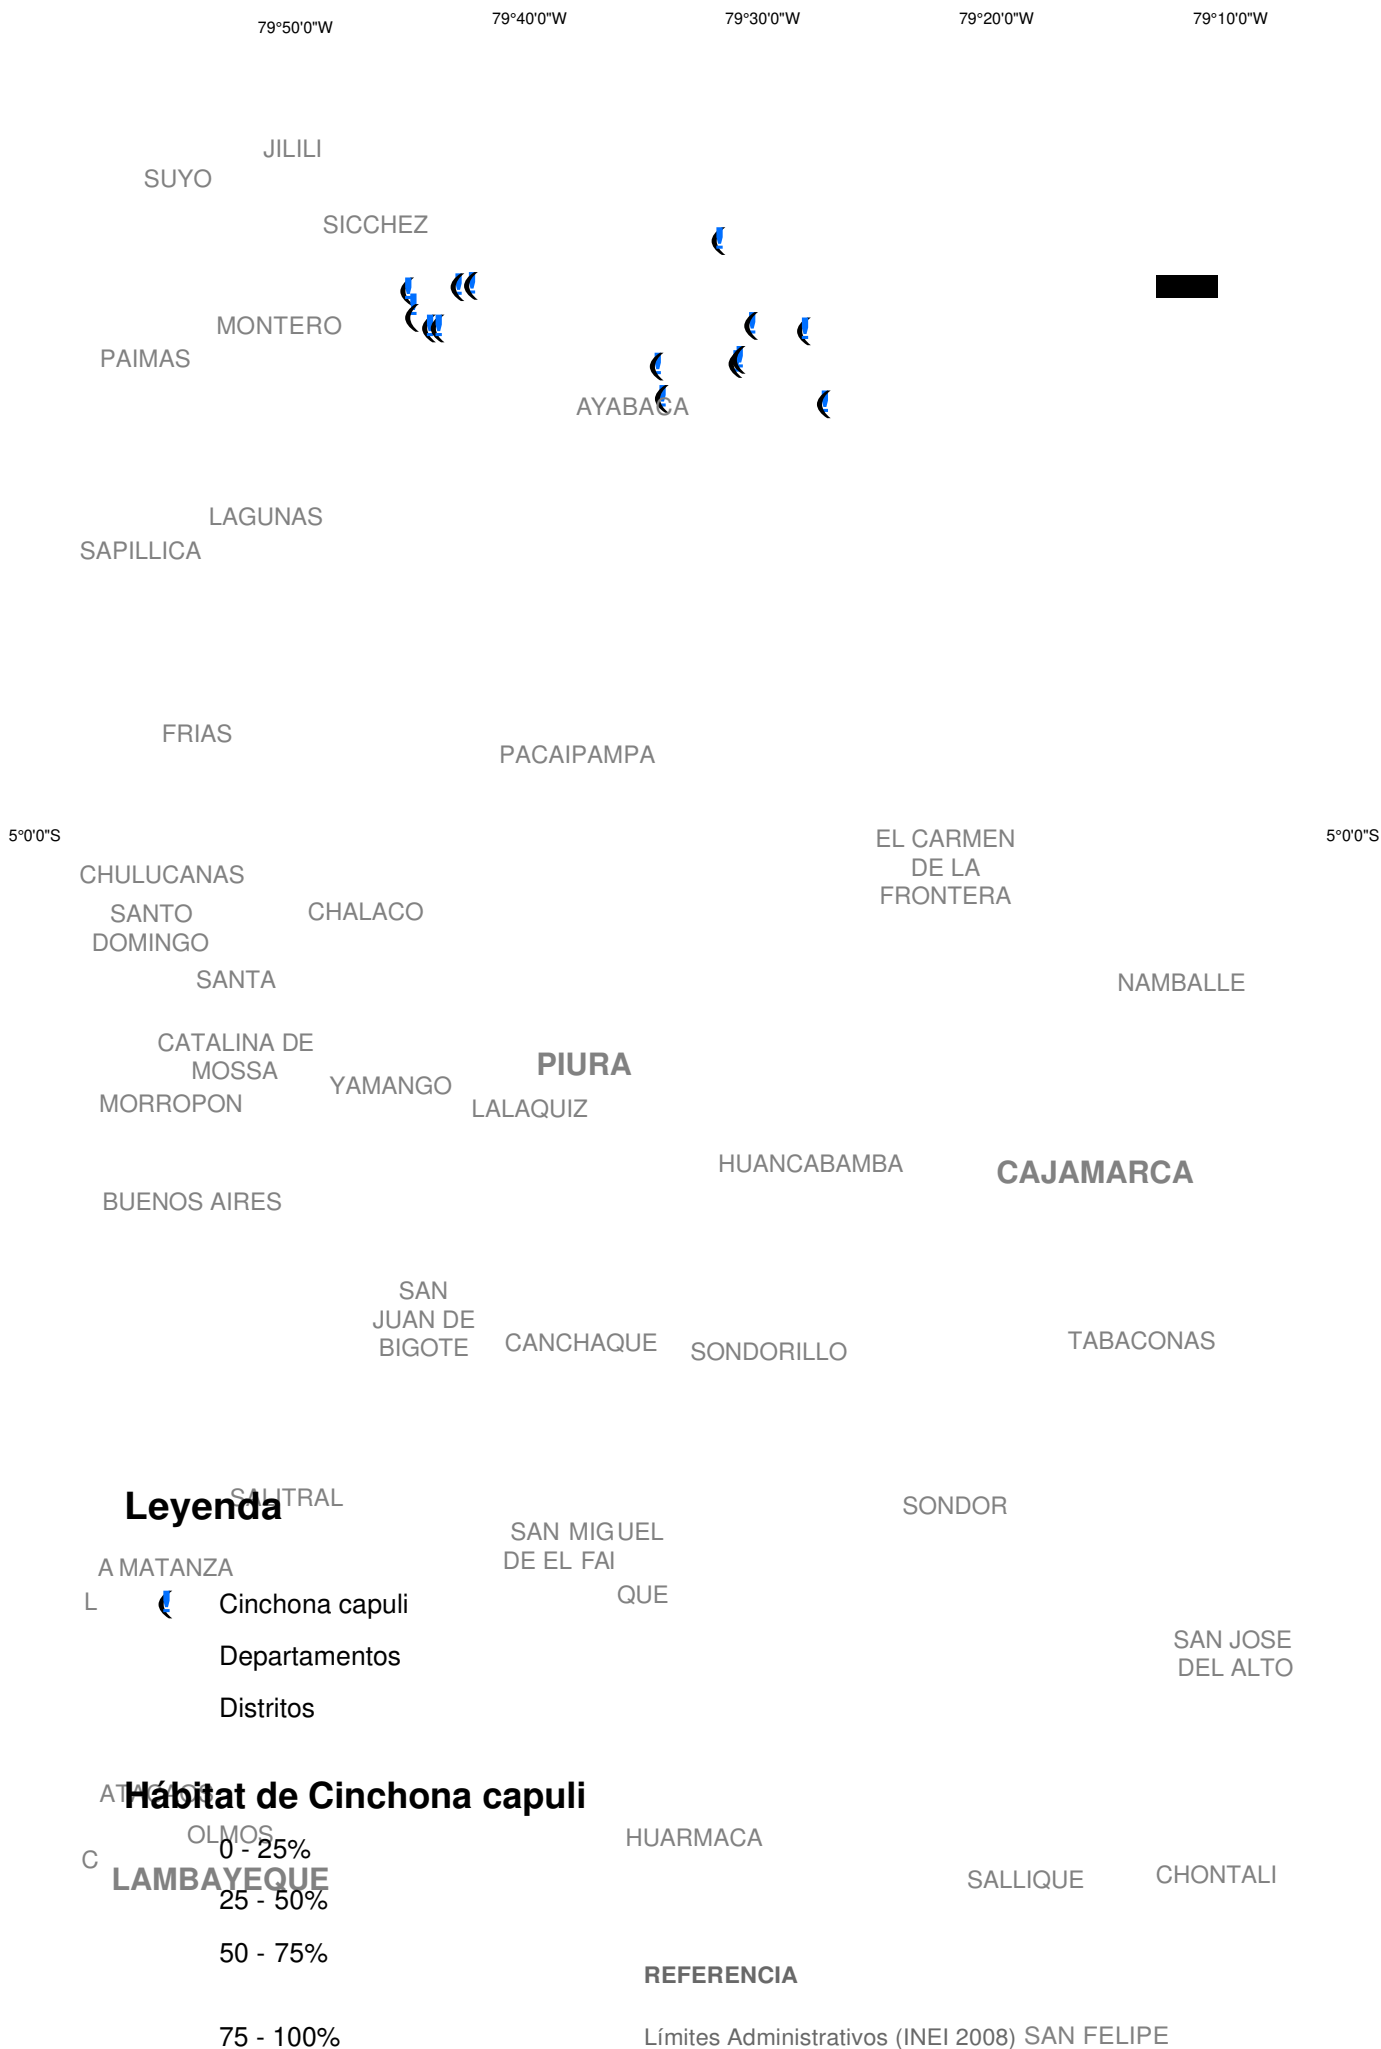 79°50'0"W
79°40'0"W
79°30'0"W
79°20'0"W
79°10'0"W
JILILI
SUYO
SICCHEZ
MONTERO
PAIMAS
AYABACA
LAGUNAS
SAPILLICA
FRIAS
PACAIPAMPA
5°0'0"S
5°0'0"S
EL CARMEN
DE LA
FRONTERA
CHULUCANAS
SANTO
DOMINGO
CHALACO
SANTA
NAMBALLE
CATALINA DE
MOSSA
PIURA
YAMANGO
MORROPON
LALAQUIZ
HUANCABAMBA
CAJAMARCA
BUENOS AIRES
SAN
JUAN DE
BIGOTE
CANCHAQUE
SONDORILLO
TABACONAS
Leyenda
SALITRAL
SONDOR
SAN MIGUEL
DE EL FAI
QUE
A MATANZA
L
Cinchona capuli
Departamentos
Distritos
SAN JOSE
DEL ALTO
Hábitat de Cinchona capuli
CATACAOS
OLMOS
0 - 25%
HUARMACA
LAMBAYEQUE
25 - 50%
SALLIQUE
CHONTALI
50 - 75%
REFERENCIA
75 - 100%
Límites Administrativos (INEI 2008)
SAN FELIPE